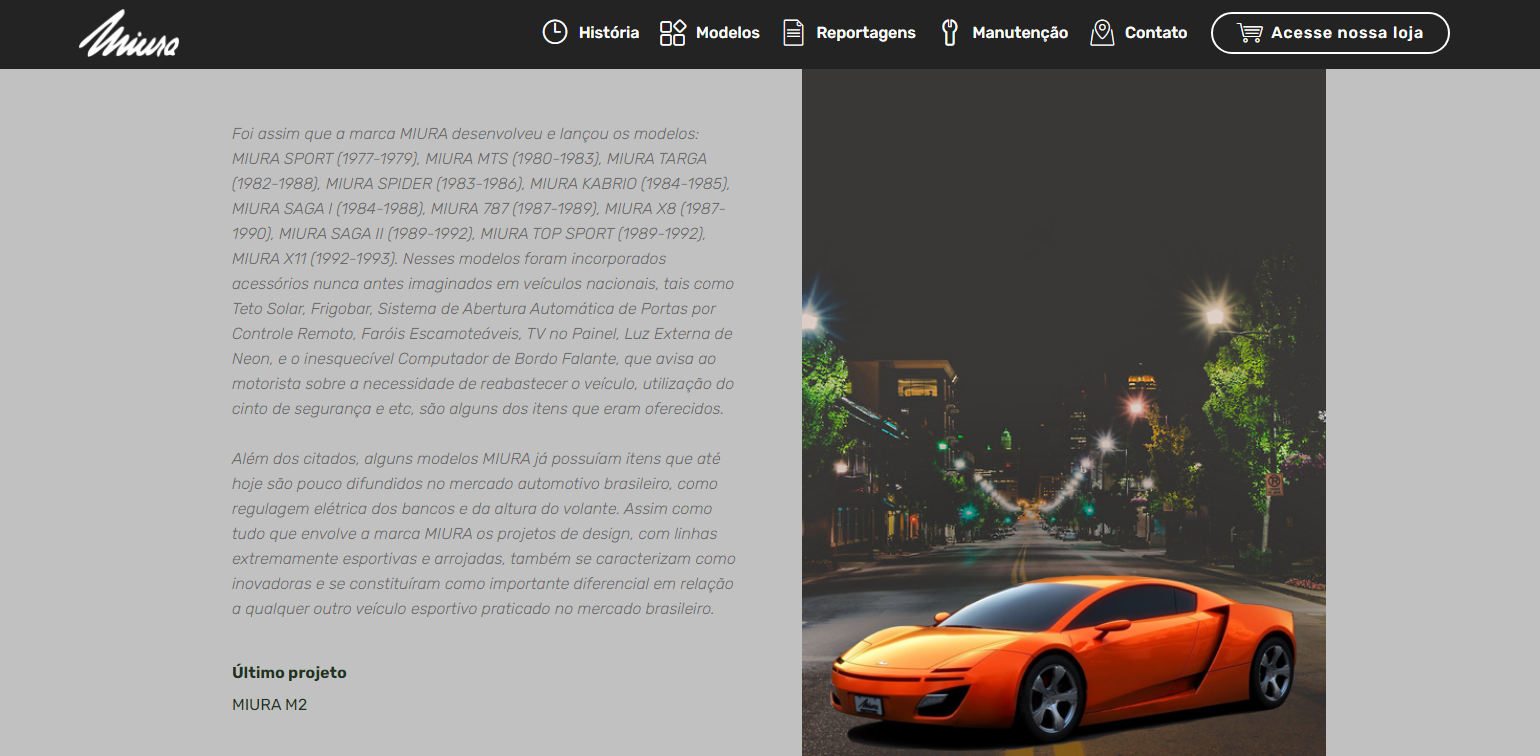 Miura
História Modelos Reportagens Manutenção Contato Acesse nossa loja
Foi assim que a marca MIURA desenvolveu e lançou os modelos:
MIURA SPORT (1977-1979), MIURA MTS (1980-1983), MIURA TARGA
(1982-1988), MIURA SPIDER (1983-1986), MIURA KABRIO (1984-1985),
MIURA SAGA I (1984-1988), MIURA 787 (1987-1989), MIURA X8 (1987-
1990), MIURA SAGA II (1989-1992), MIURA TOP SPORT (1989-1992),
MIURA X11 (1992-1993). Nesses modelos foram incorporados
acessórios nunca antes imaginados em veículos nacionais, tais como
Teto Solar, Frigobar, Sistema de Abertura Automática de Portas por
Controle Remoto, Faróis Escamoteáveis, TV no Painel, Luz Externa de
Neon, e o inesquecível Computador de Bordo Falante, que avisa ao
motorista sobre a necessidade de reabastecer o veículo, utilização do
cinto de segurança e etc, são alguns dos itens que eram oferecidos.
Além dos citados, alguns modelos MIURA já possuíam itens que até
hoje são pouco difundidos no mercado automotivo brasileiro, como
regulagem elétrica dos bancos e da altura do volante. Assim como
tudo que envolve a marca MIURA os projetos de design, com linhas
extremamente esportivas e arrojadas, também se caracterizam como
inovadoras e se constituíram como importante diferencial em relação
a qualquer outro veículo esportivo praticado no mercado brasileiro.
Último projeto
MIURA M2
Miura